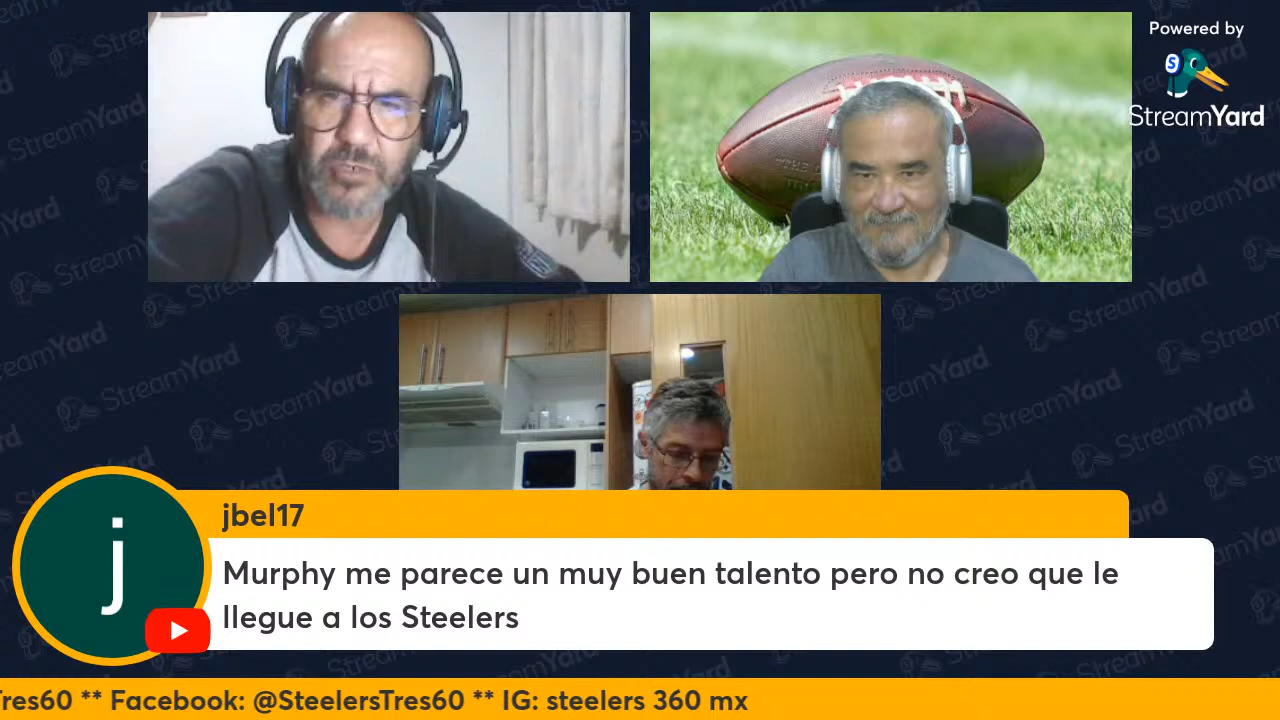 Powered by
StreamYard
jbel17
j
Murphy me parece un muy buen talento pero no creo que le
llegue a los Steelers
Tres60 ** Facebook: @SteelersTres60 ** IG: steelers 360 mx